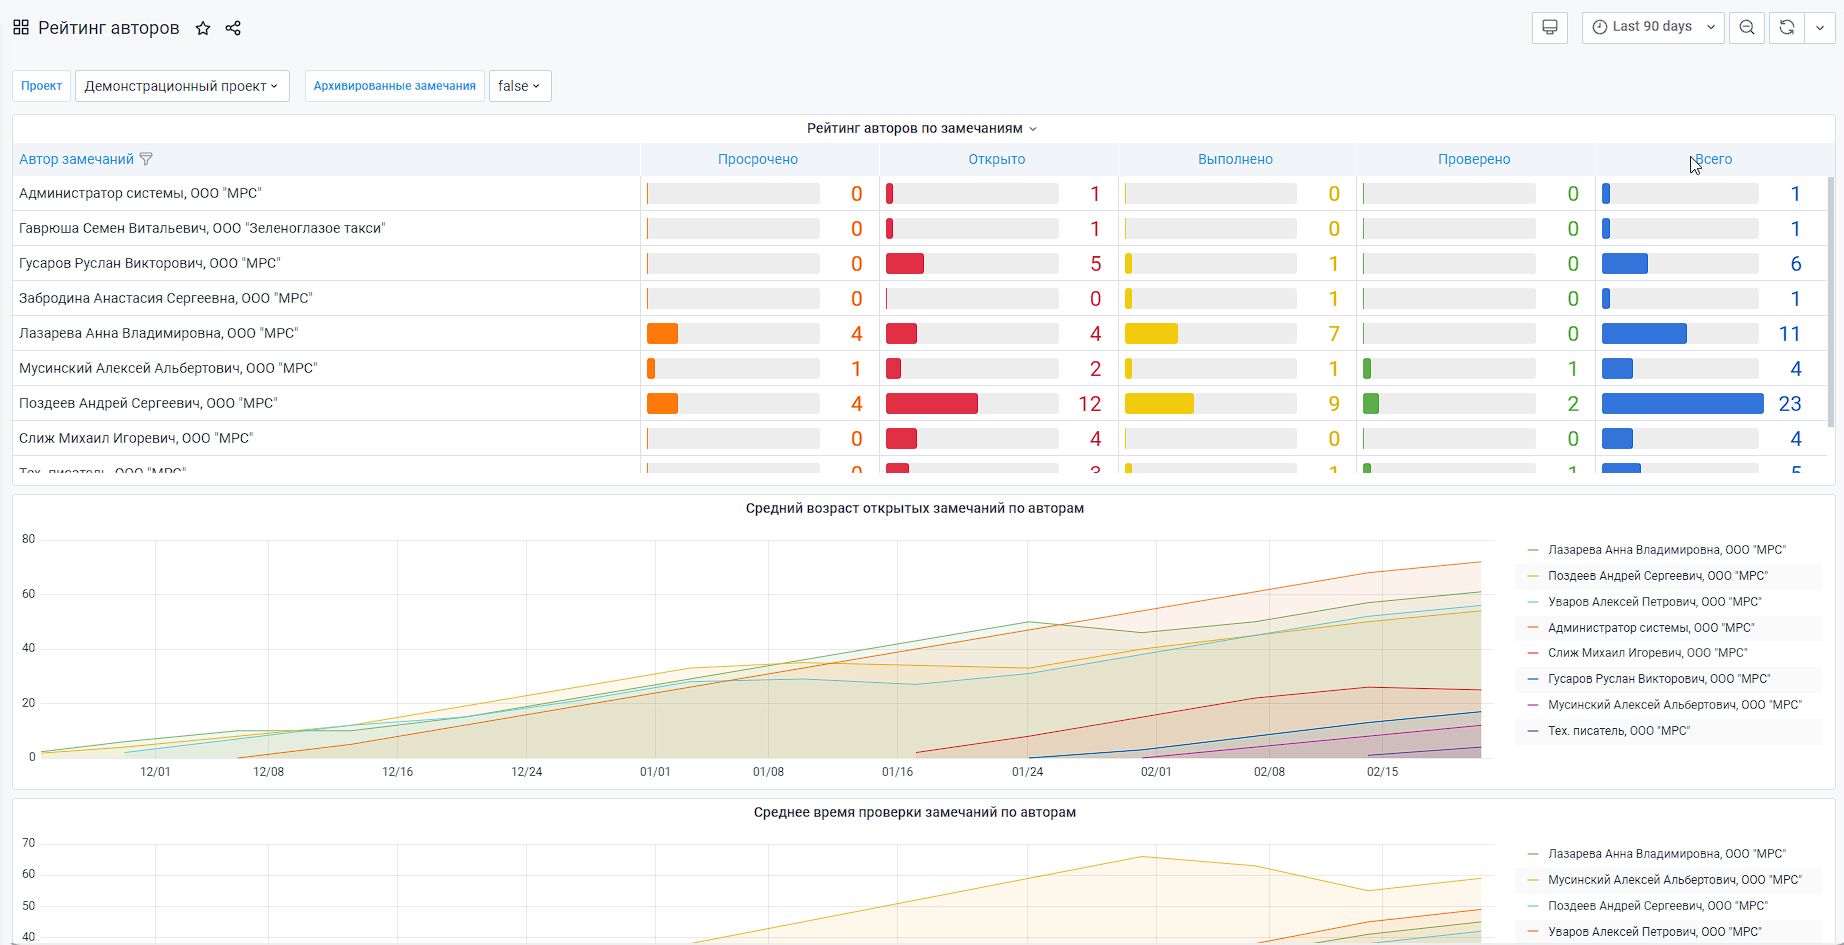 Рейтинг авторов
Last 90 days
Проект Демонстрационный проект Архивированные замечания false
Рейтинг авторов по замечаниям
Автор замечаний Просрочено Открыто Выполнено Проверено Всего
Администратор системы, ООО "МРС" 0 1 0 0 1
Гаврюша Семен Витальевич, ООО "Зеленоглазое такси" 0 1 0 0 1
Гусаров Руслан Викторович, ООО "МРС" 0 5 1 0 6
Забродина Анастасия Сергеевна, ООО "МРС" 0 0 1 0 1
Лазарева Анна Владимировна, ООО "МРС" 4 4 7 0 11
Мусинский Алексей Альбертович, ООО "МРС" 1 2 1 1 4
Поздеев Андрей Сергеевич, ООО "МРС" 4 12 9 2 23
Слиж Михаил Игоревич, ООО "МРС" 0 4 0 0 4
Тех. писатель, ООО "МРС" 0 3 1 1 5
Средний возраст открытых замечаний по авторам
80
60
40
20
0
12/01 12/08 12/16 12/24 01/01 01/08 01/16 01/24 02/01 02/08 02/15
Лазарева Анна Владимировна, ООО "МРС"
Поздеев Андрей Сергеевич, ООО "МРС"
Уваров Алексей Петрович, ООО "МРС"
Администратор системы, ООО "МРС"
Слиж Михаил Игоревич, ООО "МРС"
Гусаров Руслан Викторович, ООО "МРС"
Мусинский Алексей Альбертович, ООО "МРС"
Тех. писатель, ООО "МРС"
Среднее время проверки замечаний по авторам
70
60
50
40
Лазарева Анна Владимировна, ООО "МРС"
Мусинский Алексей Альбертович, ООО "МРС"
Поздеев Андрей Сергеевич, ООО "МРС"
Уваров Алексей Петрович, ООО "МРС"